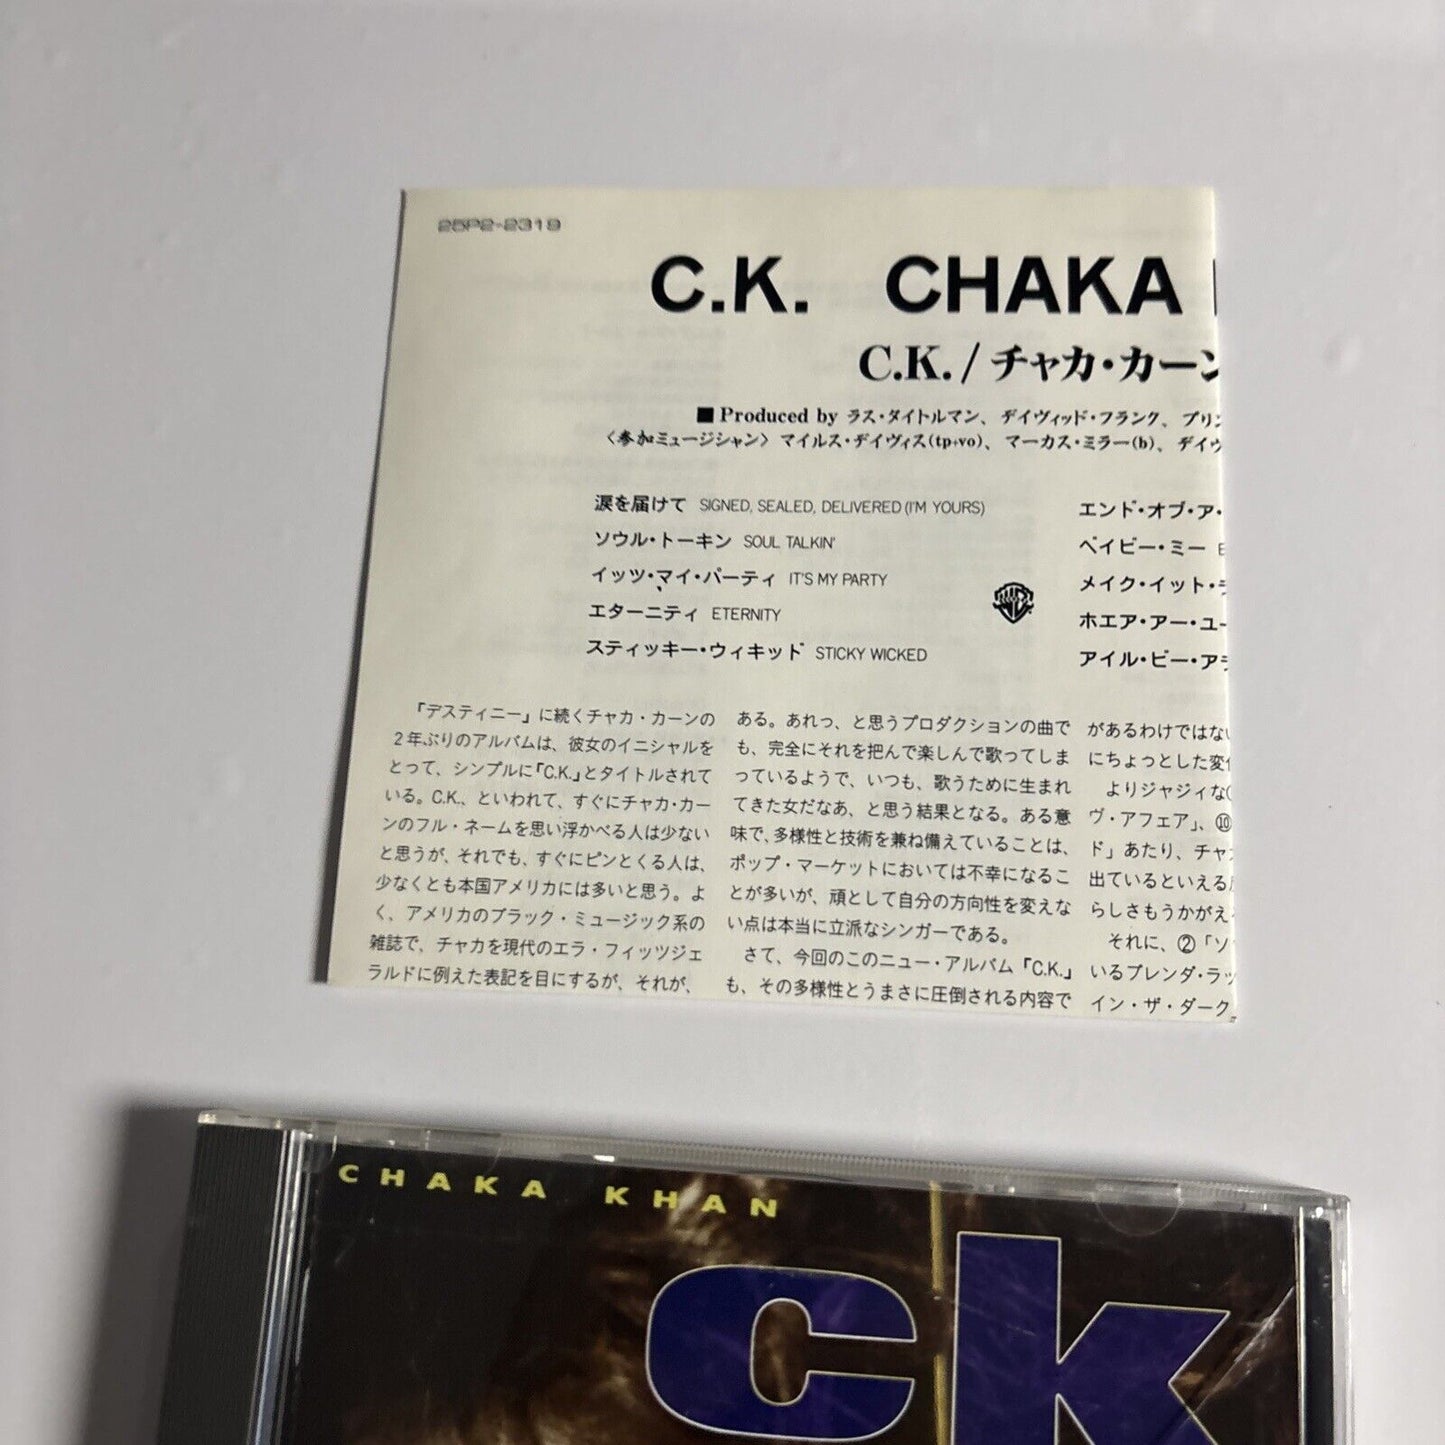 25P2-2319
C.K. CHAKA
C.K./チャカ・カーン
■Produced by ラス・タイトルマン、デイヴィッド・フランク、プリン
〈参加ミュージシャン〉マイルス・デイヴィス(tp+vo)、マーカス・ミラー(b)、デイヴ
涙を届けて SIGNED, SEALED, DELIVERED (I'M YOURS)
ソウル・トーキン SOUL TALKIN'
イッツ・マイ・パーティ IT'S MY PARTY
エターニティ ETERNITY
スティッキー・ウィキッド STICKY WICKED
エンド・オブ・ア・
ベイビー・ミー
メイク・イット・
ホエア・アー・ユー
アイル・ビー・アラ
「デスティニー」に続くチャカ・カーンの
2年ぶりのアルバムは、彼女のイニシャルを
とって、シンプルに「C.K.」とタイトルされて
いる。C.K.、といわれて、すぐにチャカ・カー
ンのフル・ネームを思い浮かべる人は少ない
と思うが、それでも、すぐにピンとくる人は、
少なくとも本国アメリカには多いと思う。よ
く、アメリカのブラック・ミュージック系の
雑誌で、チャカを現代のエラ・フィッツジェ
ラルドに例えた表記を目にするが、それが、
ある。あれっ、と思うプロダクションの曲で
も、完全にそれを把んで楽しんで歌ってしま
っているようで、いつも、歌うために生まれ
てきた女だなあ、と思う結果となる。ある意
味で、多様性と技術を兼ね備えていることは、
ポップ・マーケットにおいては不幸になるこ
とが多いが、頑として自分の方向性を変えな
い点は本当に立派なシンガーである。
さて、今回のこのニュー・アルバム「C.K.」
も、その多様性とうまさに圧倒される内容で
があるわけではない
にちょっとした変化
よりジャジィな
ヴ・アフェア」、⑩
ド」あたり、チャ
出ているといえる
らしさもうかがえ
それに、②「ソ
いるブレンダ・ラッ
イン・ザ・ダーク
CHAKA KHAN
ck